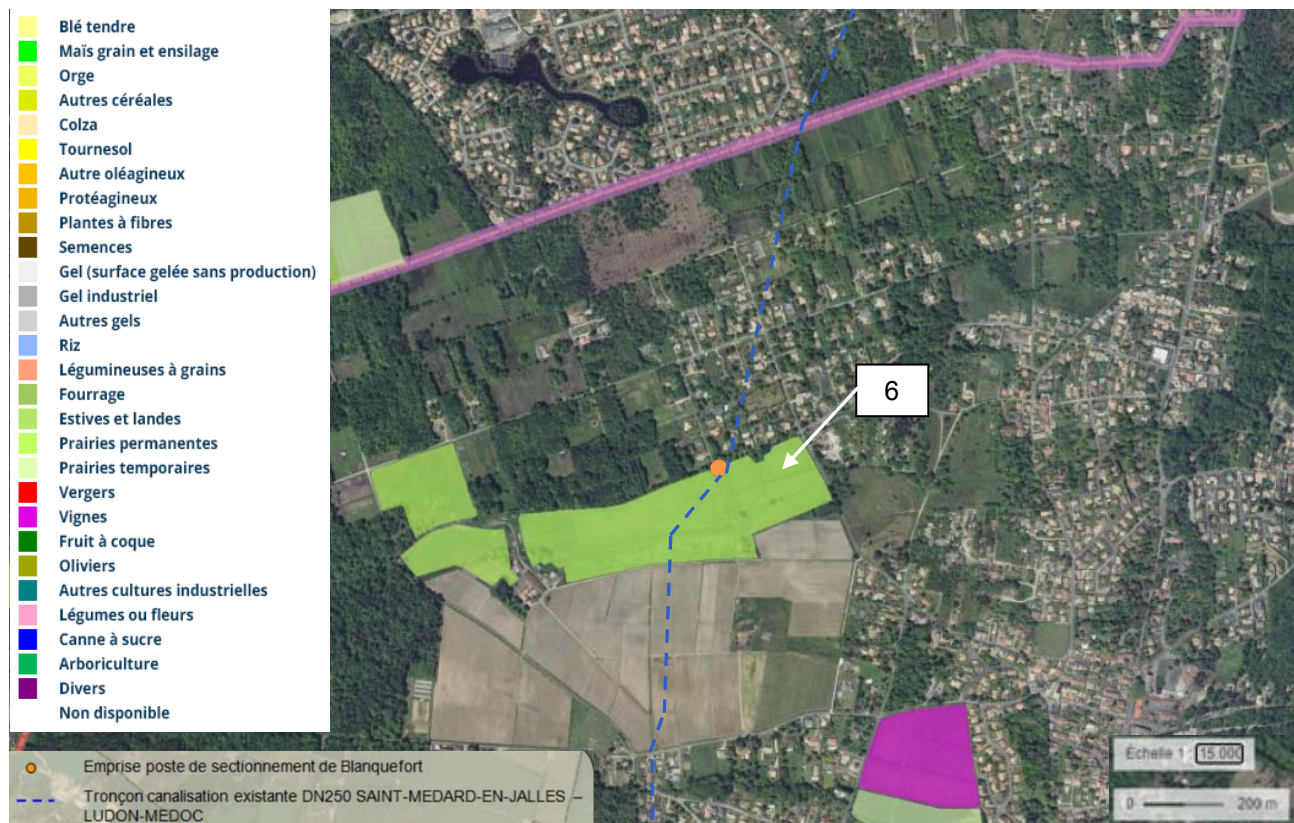 Blé tendre
Maïs grain et ensilage
Orge
Autres céréales
Colza
Tournesol
Autre oléagineux
Protéagineux
Plantes à fibres
Semences
Gel (surface gelée sans production)
Gel industriel
Autres gels
Riz
Légumineuses à grains
Fourrage
Estives et landes
Prairies permanentes
Prairies temporaires
Vergers
Vignes
Fruit à coque
Oliviers
Autres cultures industrielles
Légumes ou fleurs
Canne à sucre
Arboriculture
Divers
Non disponible
6
Emprise poste de sectionnement de Blanquefort
Tronçon canalisation existante DN250 SAINT-MEDARD-EN-JALLES –
LUDON-MEDOC
Échelle 1 : 15 000
0 200 m